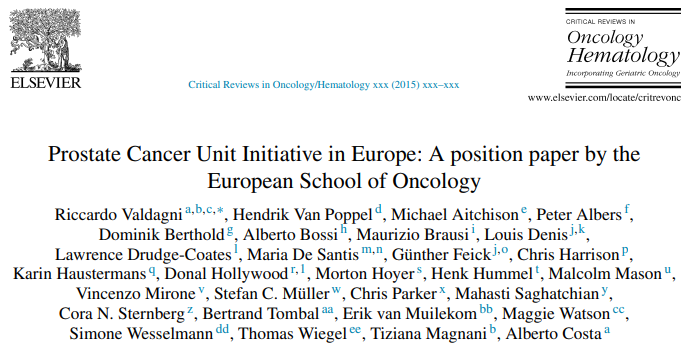 ELSEVIER
Critical Reviews in Oncology/Hematology xxx (2015) xxx–xxx
CRITICAL REVIEWS IN
Oncology
Hematology
Incorporating Geriatric Oncology
www.elsevier.com/locate/critrevonc
Prostate Cancer Unit Initiative in Europe: A position paper by the
European School of Oncology
Riccardo Valdagni a,b,c,*, Hendrik Van Poppel d, Michael Aitchison e, Peter Albers f,
Dominik Berthold g, Alberto Bossi h, Maurizio Brausi i, Louis Denis j,k,
Lawrence Drudge-Coates l, Maria De Santis m,n, Günther Feick j,o, Chris Harrison p,
Karin Haustermans q, Donal Hollywood r,1, Morton Hoyer s, Henk Hummel t, Malcolm Mason u,
Vincenzo Mirone v, Stefan C. Müller w, Chris Parker x, Mahasti Saghatchian y,
Cora N. Sternberg z, Bertrand Tombal aa, Erik van Muilekom bb, Maggie Watson cc,
Simone Wesselmann dd, Thomas Wiegel ee, Tiziana Magnani b, Alberto Costa a